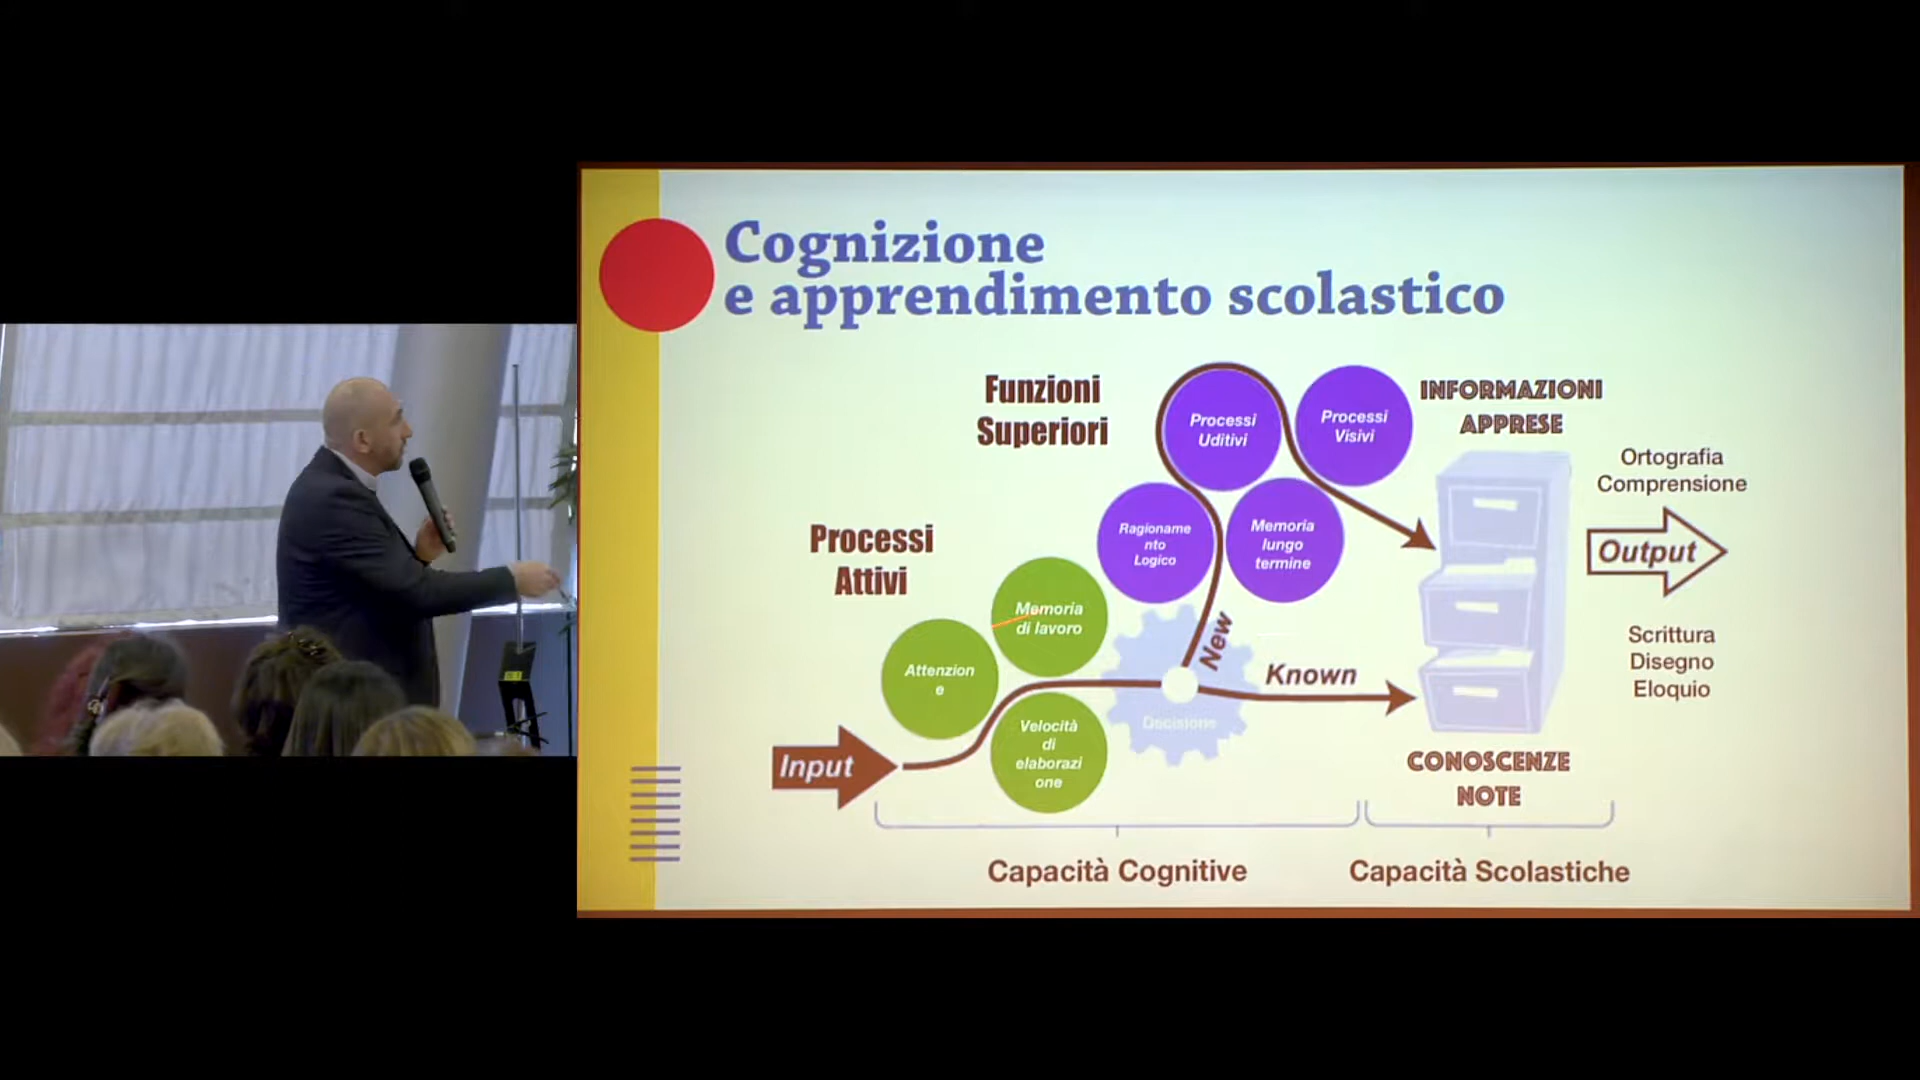 Cognizione
e apprendimento scolastico
Funzioni
Superiori
Processi
Uditivi
Processi
Visivi
INFORMAZIONI
APPRESE
Ortografia
Comprensione
Output
Scrittura
Disegno
Eloquio
Ragioname
nto
Logico
Memoria
lungo
termine
Processi
Attivi
Memoria
di lavoro
Attenzion
e
Velocità
di
elaborazi
one
New
Known
Decisione
Input
CONOSCENZE
NOTE
Capacità Cognitive
Capacità Scolastiche